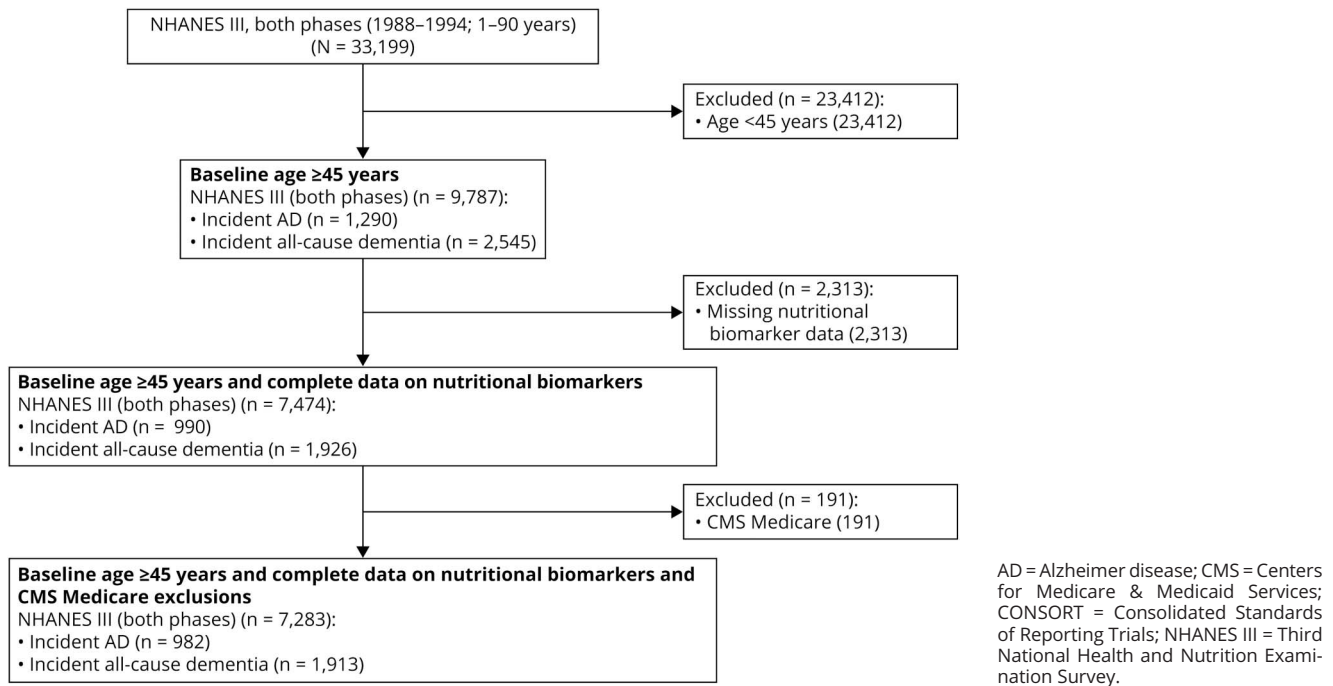 NHANES III, both phases (1988–1994; 1–90 years)
(N = 33,199)
Excluded (n = 23,412):
• Age <45 years (23,412)
Baseline age ≥45 years
NHANES III (both phases) (n = 9,787):
• Incident AD (n = 1,290)
• Incident all-cause dementia (n = 2,545)
Excluded (n = 2,313):
• Missing nutritional
biomarker data (2,313)
Baseline age ≥45 years and complete data on nutritional biomarkers
NHANES III (both phases) (n = 7,474):
• Incident AD (n = 990)
• Incident all-cause dementia (n = 1,926)
Excluded (n = 191):
• CMS Medicare (191)
Baseline age ≥45 years and complete data on nutritional biomarkers and
CMS Medicare exclusions
NHANES III (both phases) (n = 7,283):
• Incident AD (n = 982)
• Incident all-cause dementia (n = 1,913)
AD = Alzheimer disease; CMS = Centers
for Medicare & Medicaid Services;
CONSORT = Consolidated Standards
of Reporting Trials; NHANES III = Third
National Health and Nutrition Exami-
nation Survey.